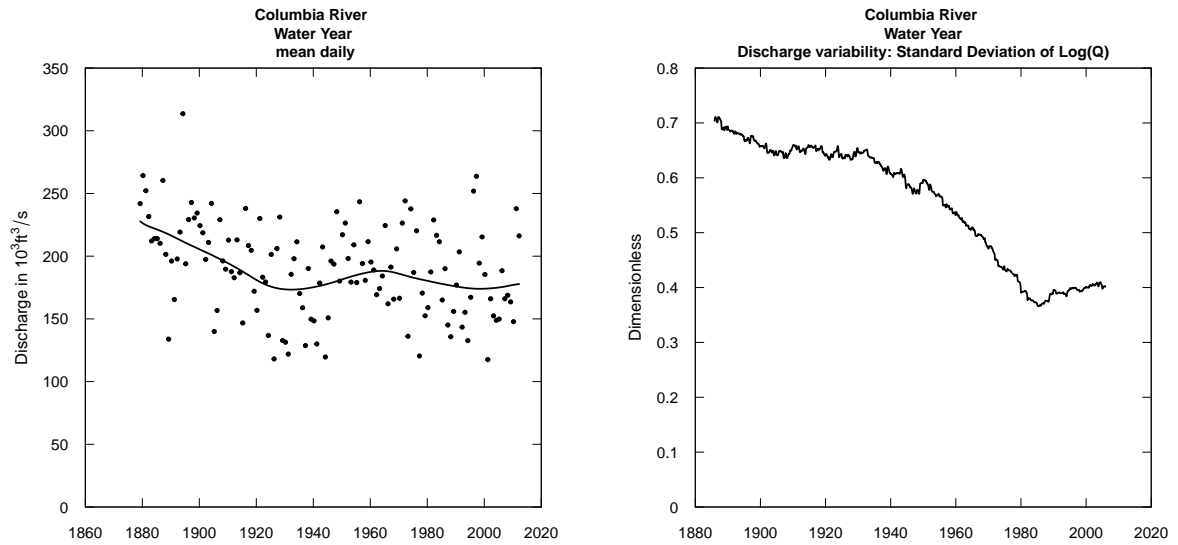 Columbia River
Water Year
mean daily
Discharge in 10³ft³/s
350
300
250
200
150
100
50
0
1860 1880 1900 1920 1940 1960 1980 2000 2020
Columbia River
Water Year
Discharge variability: Standard Deviation of Log(Q)
Dimensionless
0.8
0.7
0.6
0.5
0.4
0.3
0.2
0.1
0
1880 1900 1920 1940 1960 1980 2000 2020